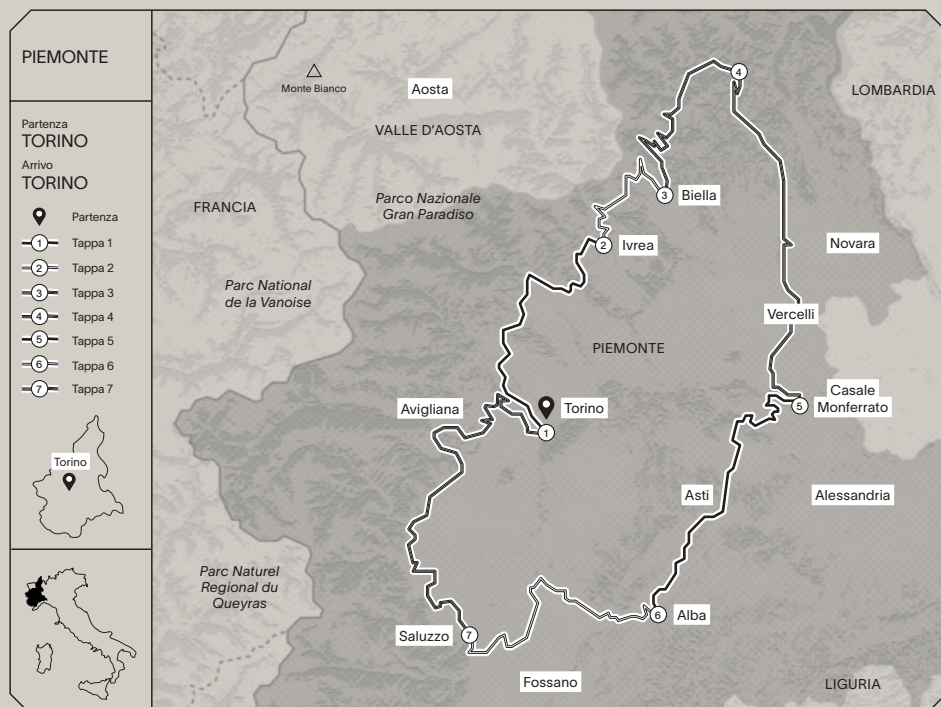 PIEMONTE
Partenza
TORINO
Arrivo
TORINO
Partenza
1 Tappa 1
2 Tappa 2
3 Tappa 3
4 Tappa 4
5 Tappa 5
6 Tappa 6
7 Tappa 7
Torino
4
Monte Bianco
Aosta
LOMBARDIA
VALLE D'AOSTA
FRANCIA
Parco Nazionale
Gran Paradiso
3
Biella
2
Ivrea
Novara
Parc National
de la Vanoise
Vercelli
PIEMONTE
Casale
Monferrato
5
Avigliana
Torino
1
Asti
Alessandria
Parc Naturel
Regional du
Queyras
6
Alba
Saluzzo
7
Fossano
LIGURIA